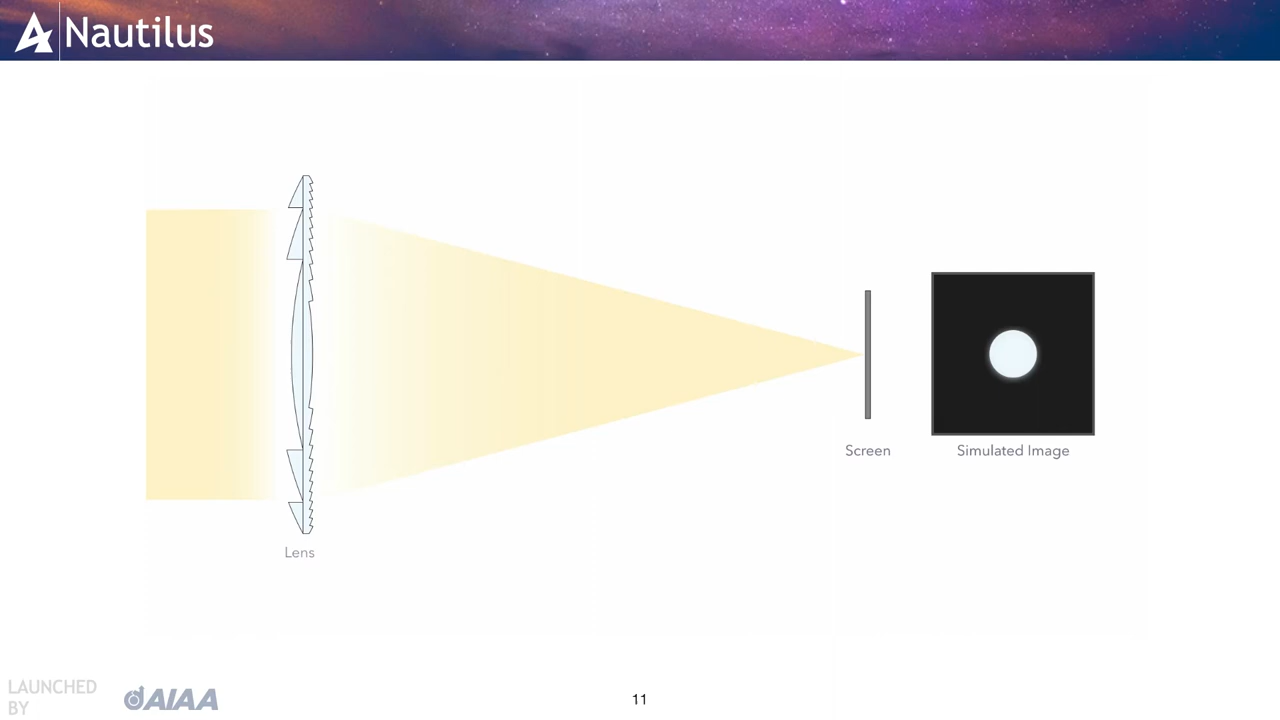 Nautilus
Screen
Simulated Image
Lens
LAUNCHED
BY
AIAA
11